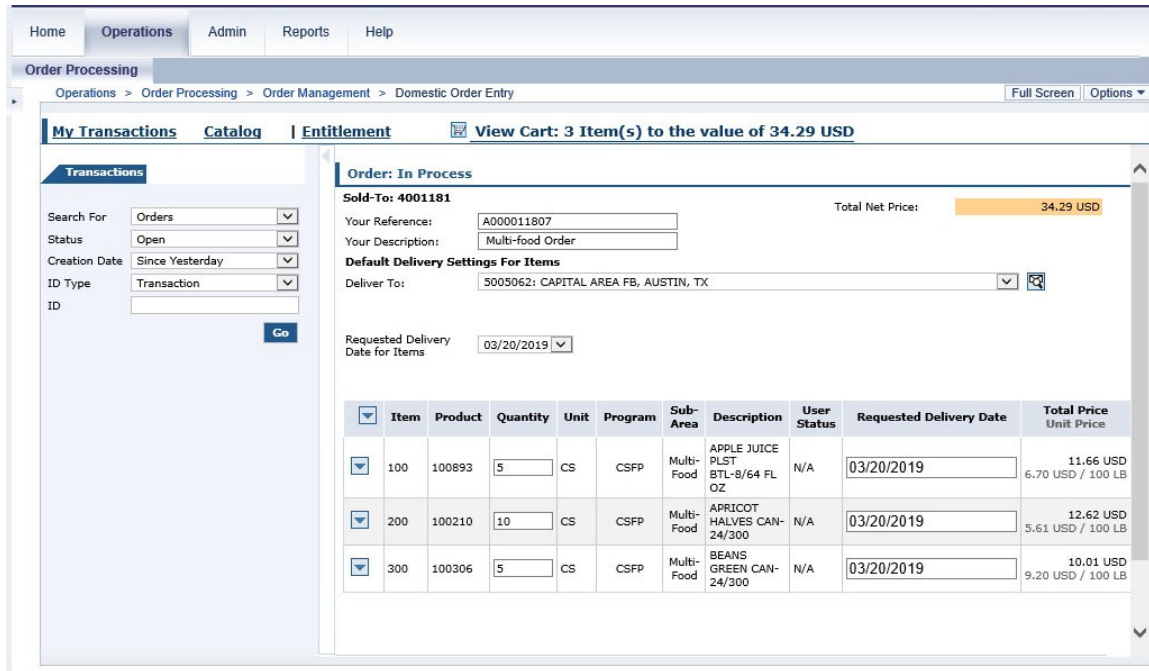 Home Operations Admin Reports Help
Order Processing
Operations > Order Processing > Order Management > Domestic Order Entry Full Screen Options
My Transactions Catalog | Entitlement View Cart: 3 Item(s) to the value of 34.29 USD
Transactions
Search For Orders
Status Open
Creation Date Since Yesterday
ID Type Transaction
ID
Go
Order: In Process
Sold-To: 4001181
Total Net Price: 34.29 USD
Your Reference: A000011807
Your Description: Multi-food Order
Default Delivery Settings For Items
Deliver To: 5005062: CAPITAL AREA FB, AUSTIN, TX
Requested Delivery
Date for Items
03/20/2019
Item Product Quantity Unit Program Sub-
Area Description User
Status Requested Delivery Date Total Price
Unit Price
100 100893 5 CS CSFP Multi-
Food
APPLE JUICE
PLST
BTL-8/64 FL
OZ
N/A 03/20/2019 11.66 USD
6.70 USD / 100 LB
200 100210 10 CS CSFP Multi-
Food
APRICOT
HALVES CAN-
24/300
N/A 03/20/2019 12.62 USD
5.61 USD / 100 LB
300 100306 5 CS CSFP Multi-
Food
BEANS
GREEN CAN-
24/300
N/A 03/20/2019 10.01 USD
9.20 USD / 100 LB